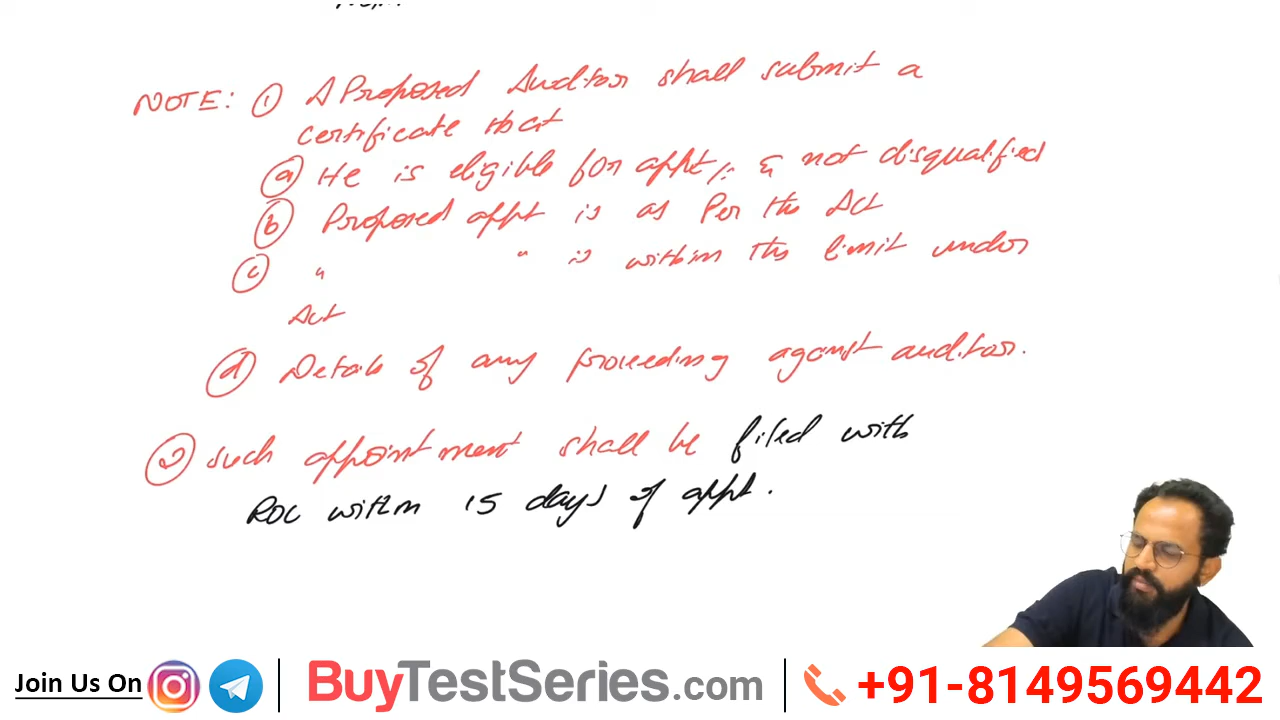 NOTE: ① A Proposed Auditor shall submit a
certificate that
ⓐ He is eligible for appt/: & not disqualified
ⓑ Proposed appt is as Per the Act
ⓒ " " is within the limit under
Act
ⓓ Details of any proceeding against auditor.
② such appointment shall be filed with
ROC within 15 days of appt.
Join Us On BuyTestSeries.com +91-8149569442